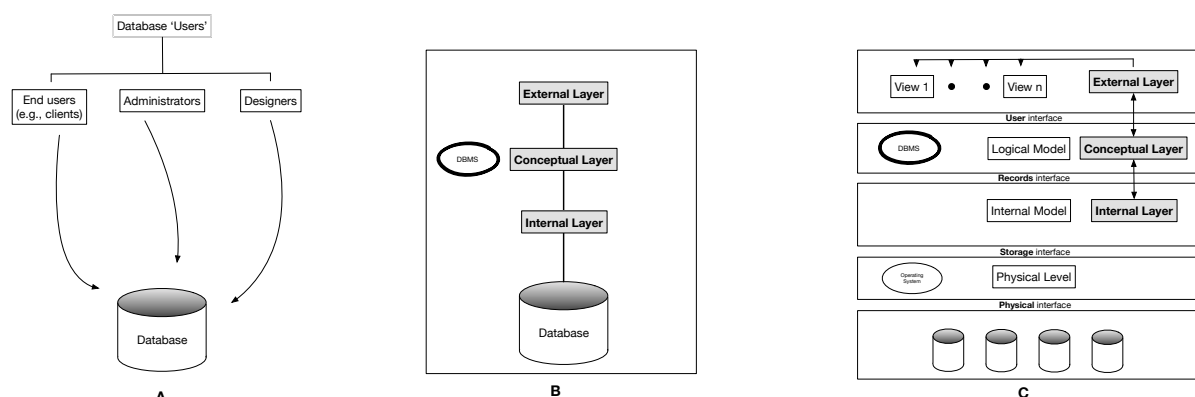 Database ‘Users’
End users
(e.g., clients)
Administrators
Designers
Database
A
External Layer
DBMS
Conceptual Layer
Internal Layer
Database
B
View 1
View n
External Layer
User interface
DBMS
Logical Model
Conceptual Layer
Records interface
Internal Model
Internal Layer
Storage interface
Operating
System
Physical Level
Physical interface
C